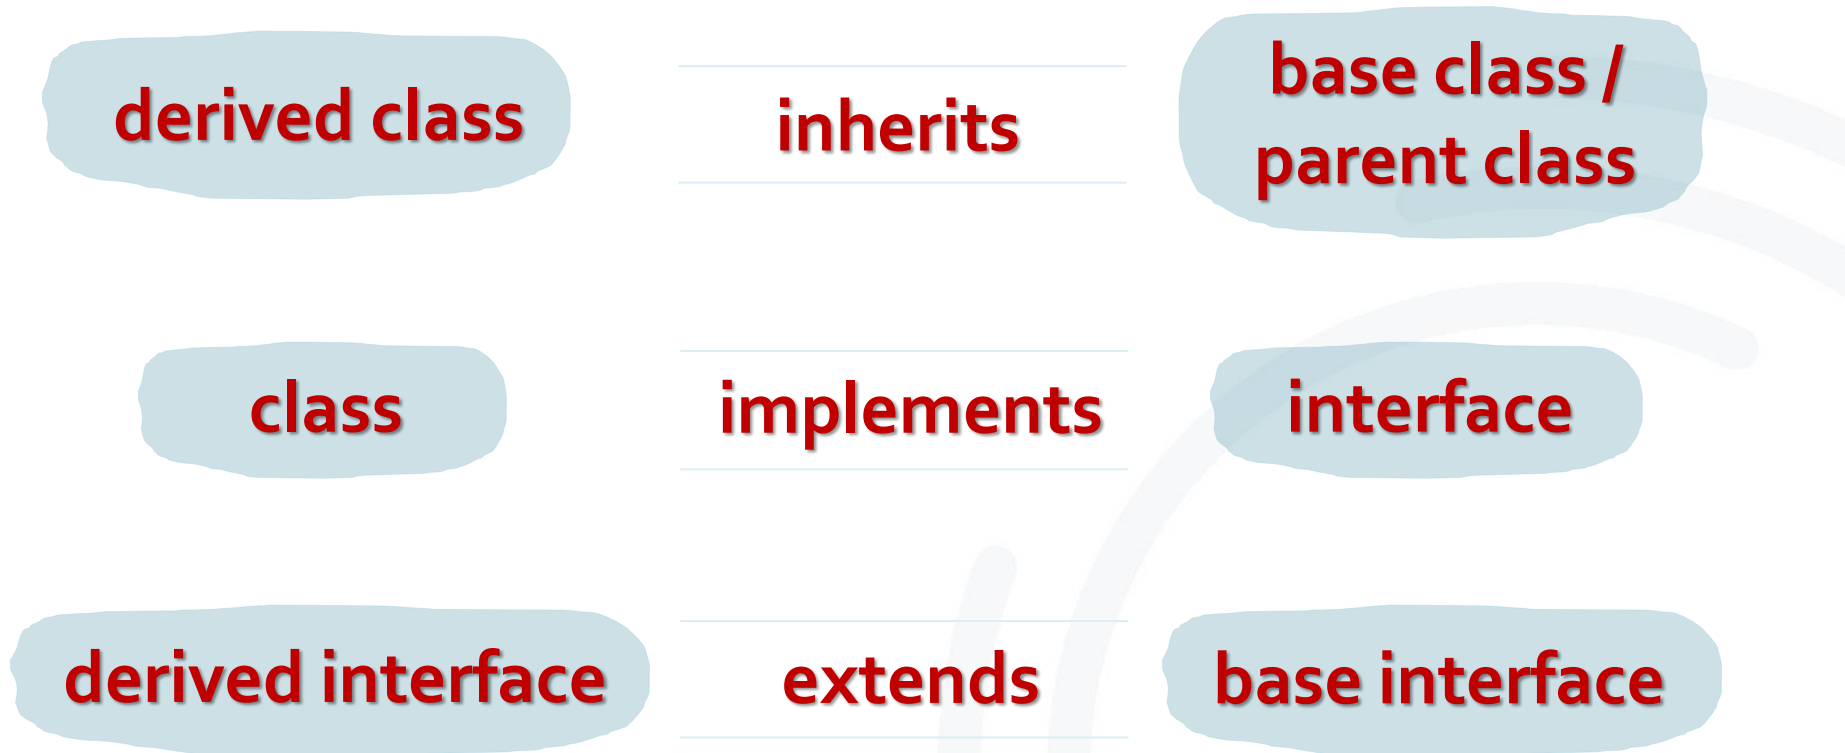 derived class
inherits
base class /
parent class
class
implements
interface
derived interface
extends
base interface